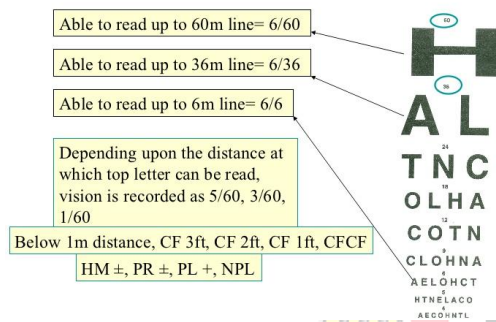 Able to read up to 60m line= 6/60
Able to read up to 36m line= 6/36
Able to read up to 6m line= 6/6
Depending upon the distance at
which top letter can be read,
vision is recorded as 5/60, 3/60,
1/60
Below 1m distance, CF 3ft, CF 2ft, CF 1ft, CFCF
HM ±, PR ±, PL +, NPL
60
H
36
A L
24
T N C
18
O L H A
12
C O T N
9
C L O H N A
6
A E L O H C T
5
H T N E L A C O
4
A E C O H N T L